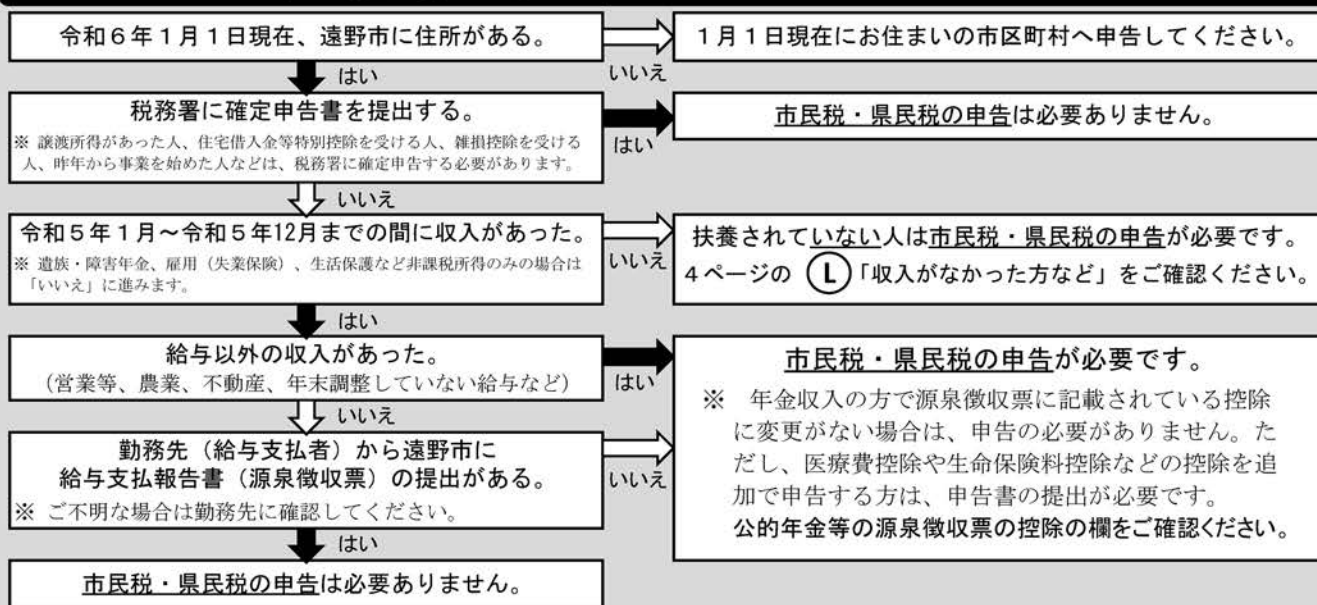 令和６年１月１日現在、遠野市に住所がある。
いいえ
１月１日現在にお住まいの市区町村へ申告してください。
はい
税務署に確定申告書を提出する。
※ 譲渡所得があった人、住宅借入金等特別控除を受ける人、雑損控除を受ける
人、昨年から事業を始めた人などは、税務署に確定申告する必要があります。
はい
市民税・県民税の申告は必要ありません。
いいえ
令和５年１月～令和５年12月までの間に収入があった。
※ 遺族・障害年金、雇用（失業保険）、生活保護など非課税所得のみの場合は
「いいえ」に進みます。
いいえ
扶養されていない人は市民税・県民税の申告が必要です。
４ページの Ⓛ「収入がなかった方など」をご確認ください。
はい
給与以外の収入があった。
（営業等、農業、不動産、年末調整していない給与など）
はい
いいえ
勤務先（給与支払者）から遠野市に
給与支払報告書（源泉徴収票）の提出がある。
※ ご不明な場合は勤務先に確認してください。
いいえ
市民税・県民税の申告が必要です。
※ 年金収入の方で源泉徴収票に記載されている控除
に変更がない場合は、申告の必要がありません。た
だし、医療費控除や生命保険料控除などの控除を追
加で申告する方は、申告書の提出が必要です。
公的年金等の源泉徴収票の控除の欄をご確認ください。
はい
市民税・県民税の申告は必要ありません。